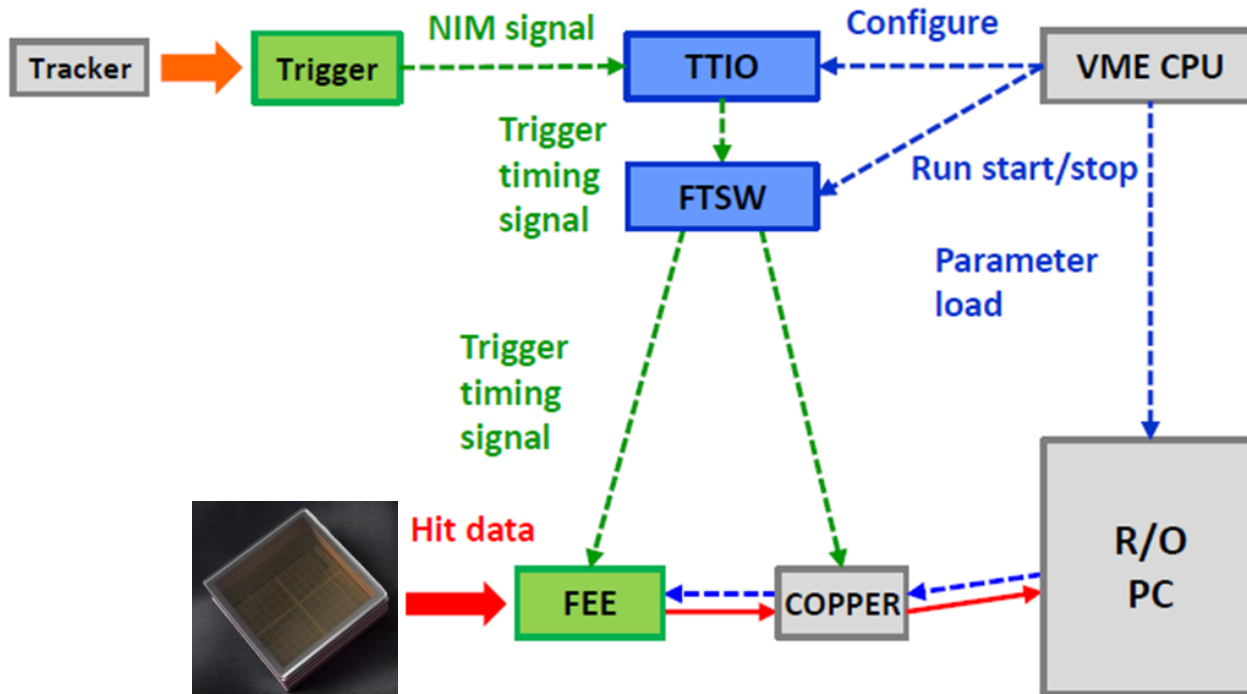 NIM signal
Configure
Tracker
Trigger
TTIO
VME CPU
Trigger
timing
signal
Run start/stop
FTSW
Parameter
load
Trigger
timing
signal
Hit data
R/O
PC
FEE
COPPER